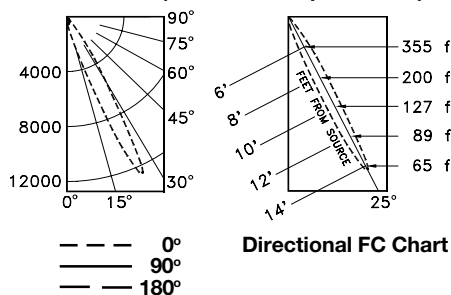 90°
75°
60°
45°
30°
4000
8000
12000
0° 15°
0°
90°
180°
355 f
200 f
127 f
89 f
65 f
6'
8'
10'
12'
14'
FEET FROM SOURCE
25°
Directional FC Chart